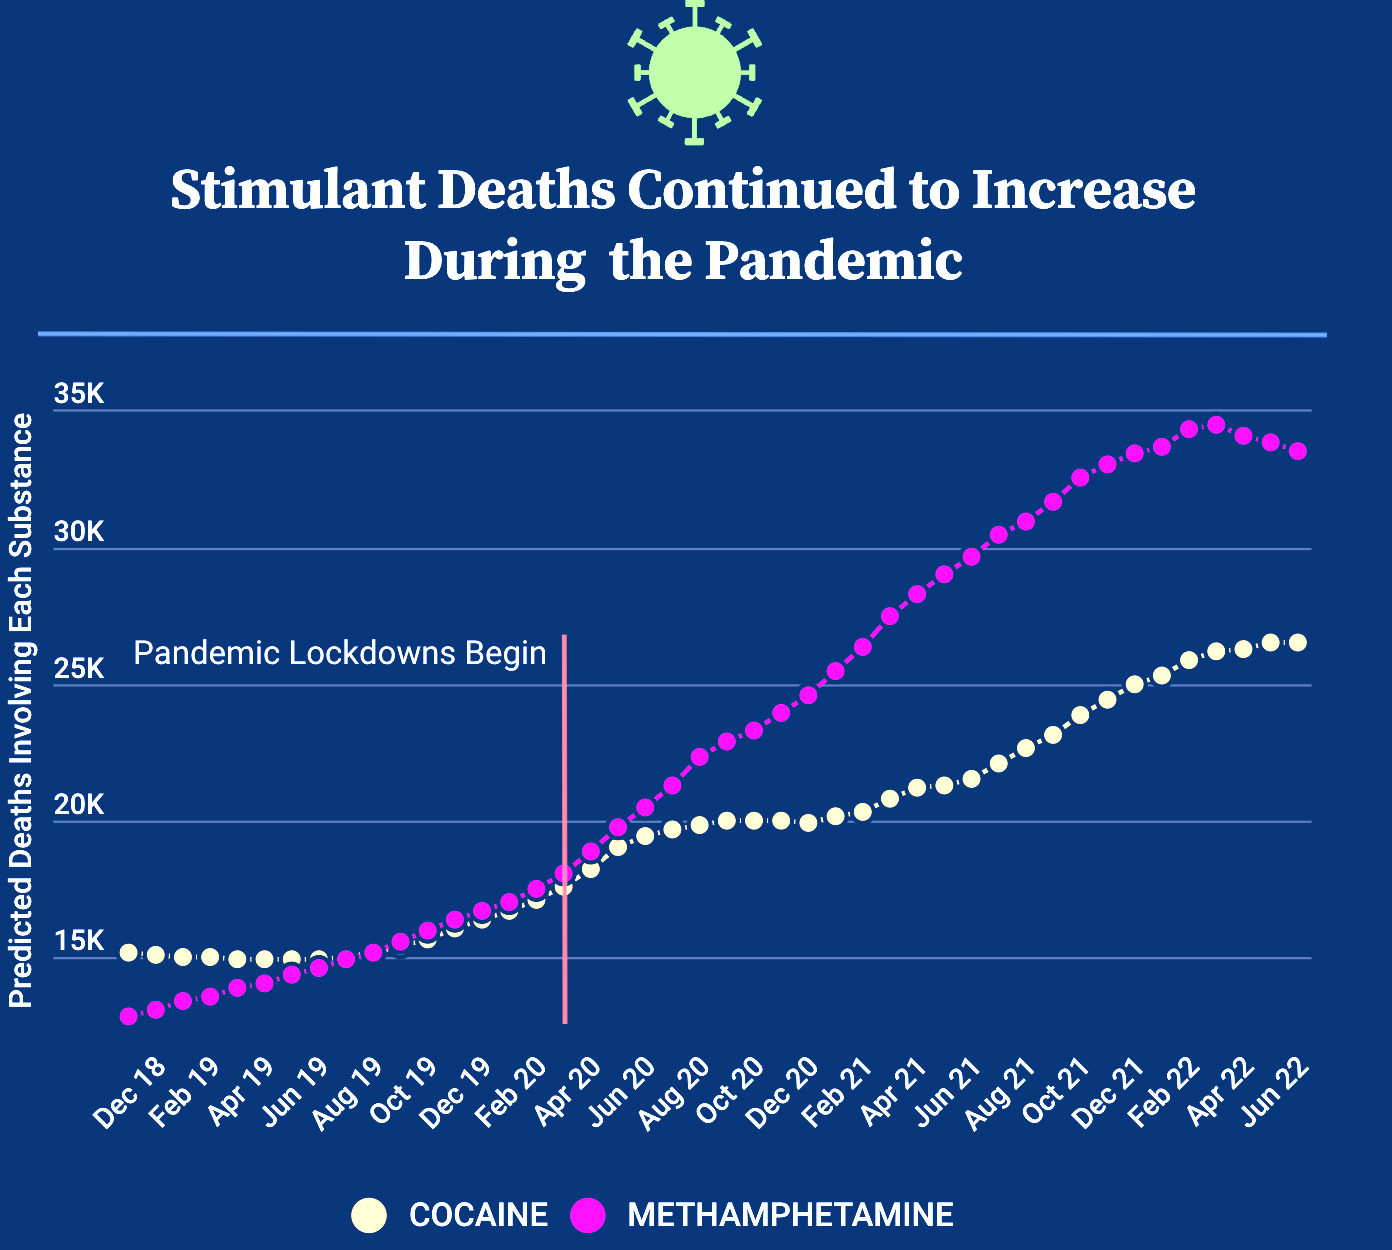 Stimulant Deaths Continued to Increase
During the Pandemic
Predicted Deaths Involving Each Substance
35K
30K
Pandemic Lockdowns Begin
25K
20K
15K
Dec 18
Feb 19
Apr 19
Jun 19
Aug 19
Oct 19
Dec 19
Feb 20
Apr 20
Jun 20
Aug 20
Oct 20
Dec 20
Feb 21
Apr 21
Jun 21
Aug 21
Oct 21
Dec 21
Feb 22
Apr 22
Jun 22
COCAINE
METHAMPHETAMINE